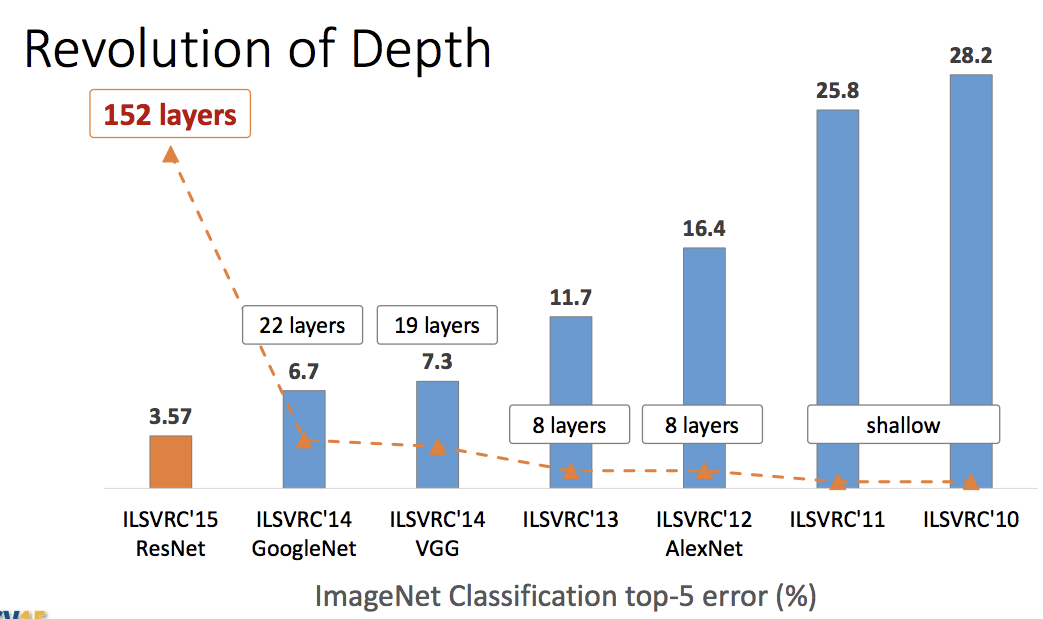 Revolution of Depth
152 layers
28.2
25.8
16.4
11.7
22 layers
19 layers
6.7
7.3
3.57
8 layers
8 layers
shallow
ILSVRC'15
ResNet
ILSVRC'14
GoogleNet
ILSVRC'14
VGG
ILSVRC'13
ILSVRC'12
AlexNet
ILSVRC'11
ILSVRC'10
ImageNet Classification top-5 error (%)